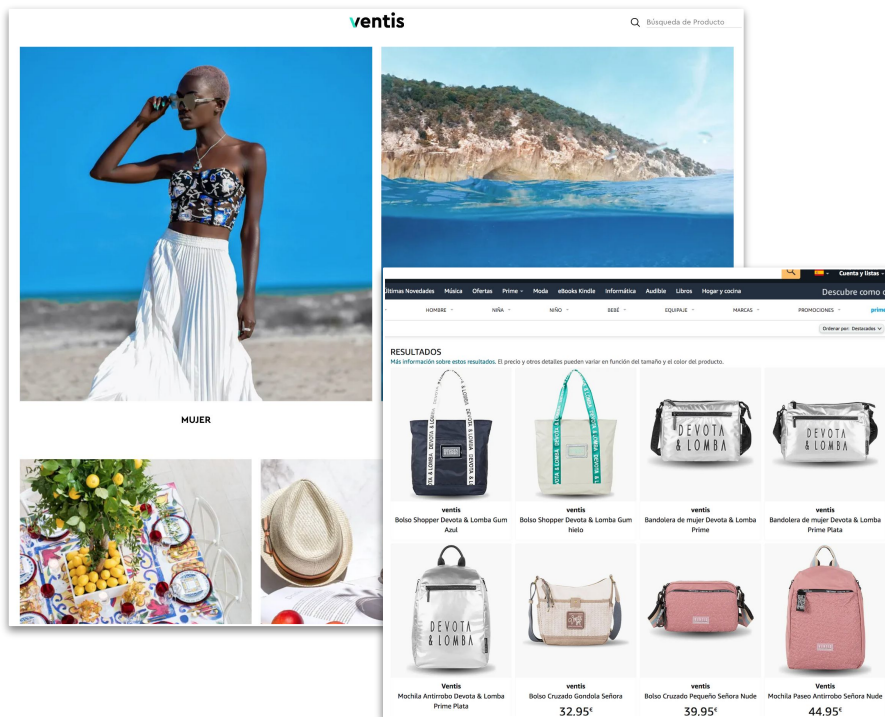 ventis
Búsqueda de Producto
MUJER
Cuenta y listas
Últimas Novedades Música Ofertas Prime Moda eBooks Kindle Informática Audible Libros Hogar y cocina
Descubre como
HOMBRE NIÑA NIÑO BEBÉ EQUIPAJE MARCAS PROMOCIONES prime
Ordenar por: Destacados
RESULTADOS
Más información sobre estos resultados. El precio y otros detalles pueden variar en función del tamaño y el color del producto.
DEVOTA & LOMBA
DEVOTA & LOMBA
DEVOTA
& LOMBA
DEVOTA
& LOMBA
ventis
Bolso Shopper Devota & Lomba Gum
Azul
ventis
Bolso Shopper Devota & Lomba Gum
hielo
ventis
Bandolera de mujer Devota & Lomba
Prime
ventis
Bandolera de mujer Devota & Lomba
Prime Plata
DEVOTA
& LOMBA
Ventis
Mochila Antirrobo Devota & Lomba
Prime Plata
ventis
Bolso Cruzado Gondola Señora
32.95€
Ventis
Bolso Cruzado Pequeño Señora Nude
39.95€
Ventis
Mochila Paseo Antirrobo Señora Nude
44.95€